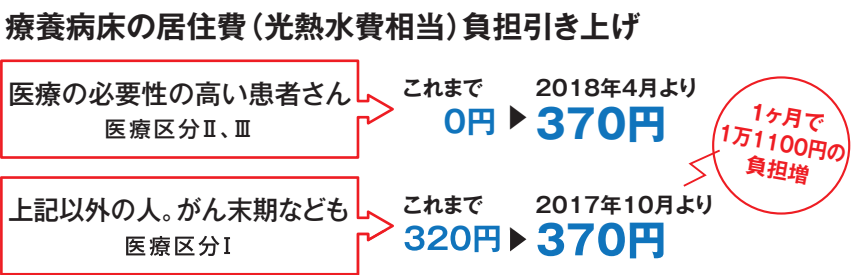 療養病床の居住費（光熱水費相当）負担引き上げ
医療の必要性の高い患者さん
医療区分Ⅱ、Ⅲ
これまで
0円
2018年4月より
370円
1ヶ月で
1万1100円の
負担増
上記以外の人。がん末期なども
医療区分Ⅰ
これまで
320円
2017年10月より
370円